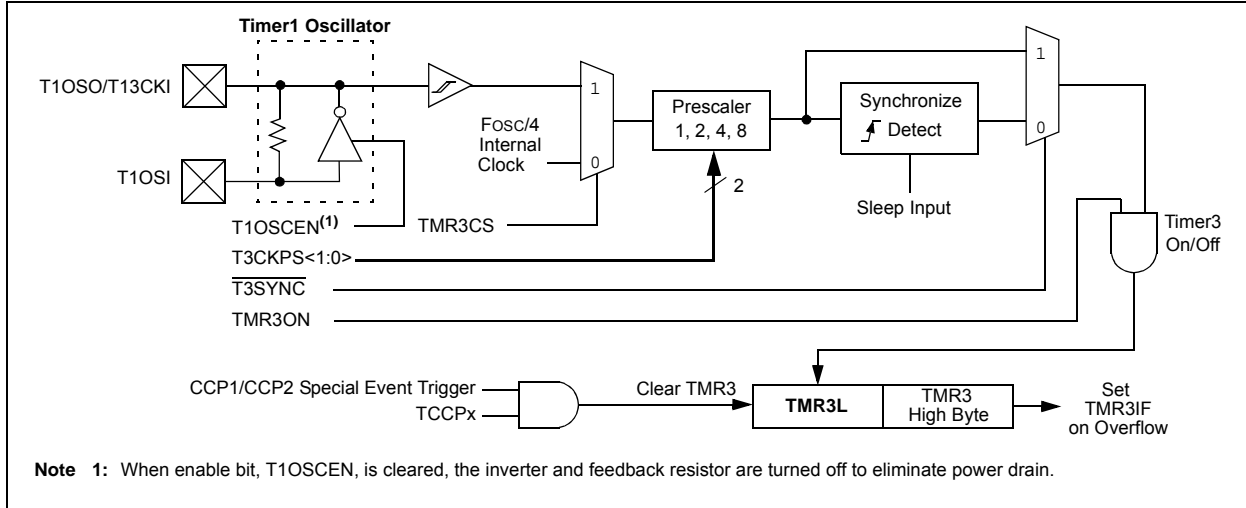 Timer1 Oscillator
T1OSO/T13CKI
T1OSI
1
FOSC/4
Internal
Clock
0
Prescaler
1, 2, 4, 8
2
Synchronize
Detect
Sleep Input
1
0
Timer3
On/Off
T1OSCEN(1)
TMR3CS
T3CKPS<1:0>
T3SYNC
TMR3ON
CCP1/CCP2 Special Event Trigger
TCCPx
Clear TMR3
TMR3L
TMR3
High Byte
Set
TMR3IF
on Overflow
Note 1: When enable bit, T1OSCEN, is cleared, the inverter and feedback resistor are turned off to eliminate power drain.